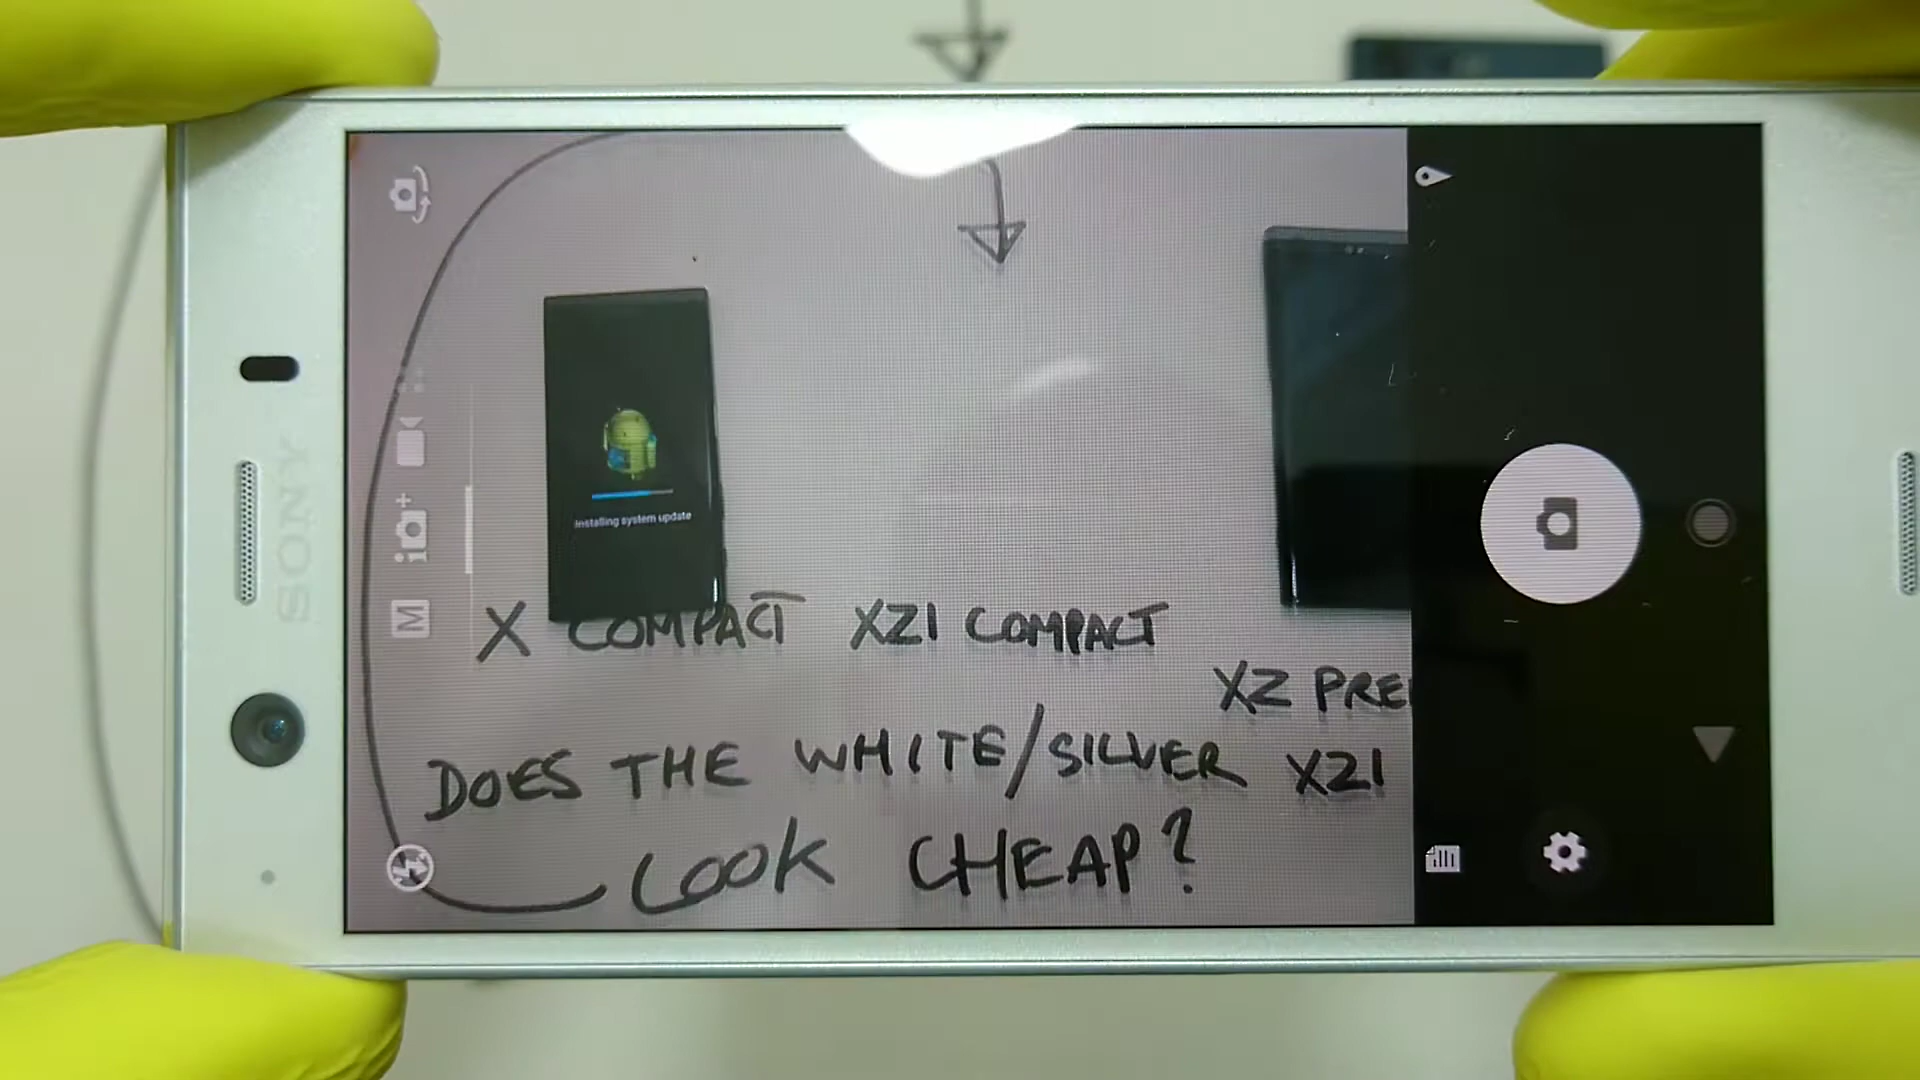 SONY
M
Installing system update
X COMPACT XZ1 COMPACT
XZ PRE
DOES THE WHITE/SILVER XZ1
LOOK CHEAP?